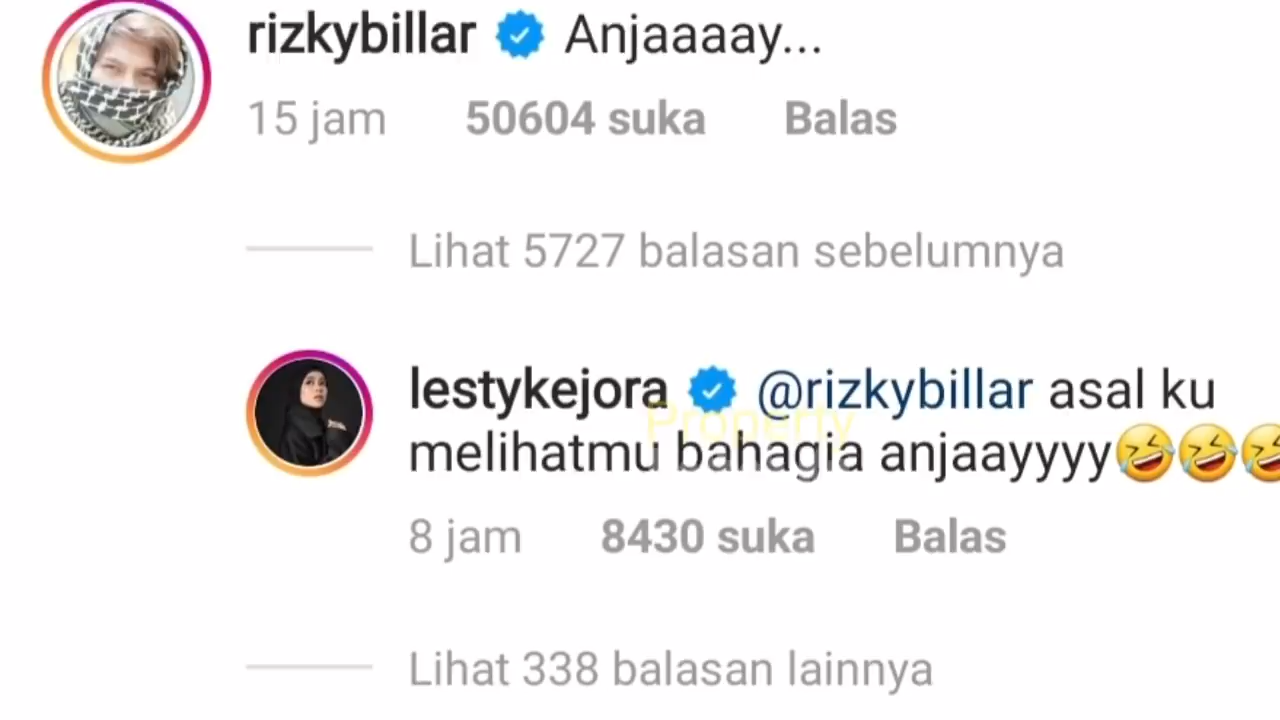 rizkybillar Anjaaaay...
15 jam 50604 suka Balas
Lihat 5727 balasan sebelumnya
lestykejora @rizkybillar asal ku
Property
melihatmu bahagia anjaayyyy🤣🤣🤣
8 jam 8430 suka Balas
Lihat 338 balasan lainnya